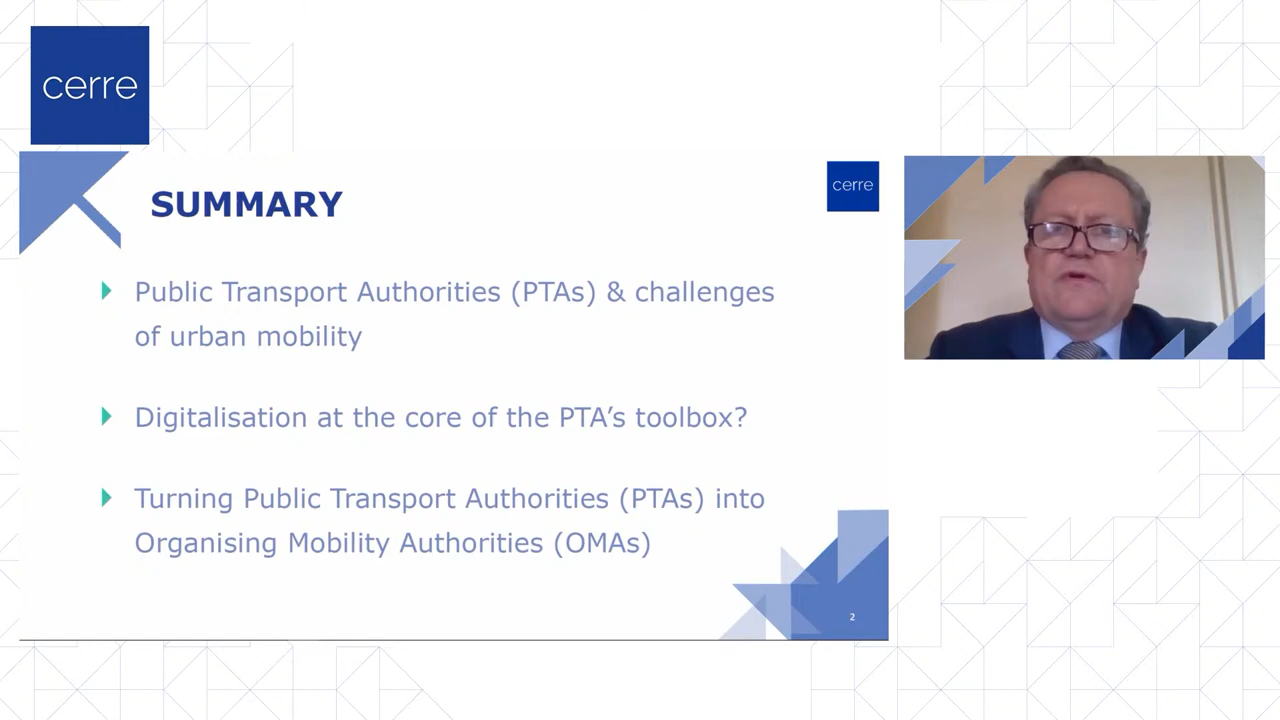 cerre
SUMMARY
cerre
Public Transport Authorities (PTAs) & challenges
of urban mobility
Digitalisation at the core of the PTA’s toolbox?
Turning Public Transport Authorities (PTAs) into
Organising Mobility Authorities (OMAs)
2